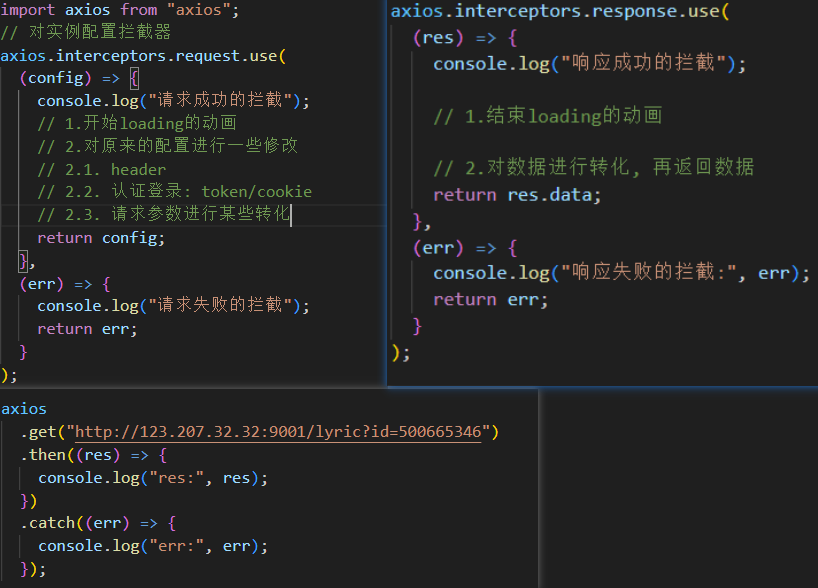 import axios from "axios";
// 对实例配置拦截器
axios.interceptors.request.use(
  (config) => {
    console.log("请求成功的拦截");
    // 1.开始loading的动画
    // 2.对原来的配置进行一些修改
    // 2.1. header
    // 2.2. 认证登录: token/cookie
    // 2.3. 请求参数进行某些转化
    return config;
  },
  (err) => {
    console.log("请求失败的拦截");
    return err;
  }
);
axios.interceptors.response.use(
  (res) => {
    console.log("响应成功的拦截");
    // 1.结束loading的动画
    // 2.对数据进行转化, 再返回数据
    return res.data;
  },
  (err) => {
    console.log("响应失败的拦截:", err);
    return err;
  }
);
axios
  .get("http://123.207.32.32:9001/lyric?id=500665346")
  .then((res) => {
    console.log("res:", res);
  })
  .catch((err) => {
    console.log("err:", err);
  });